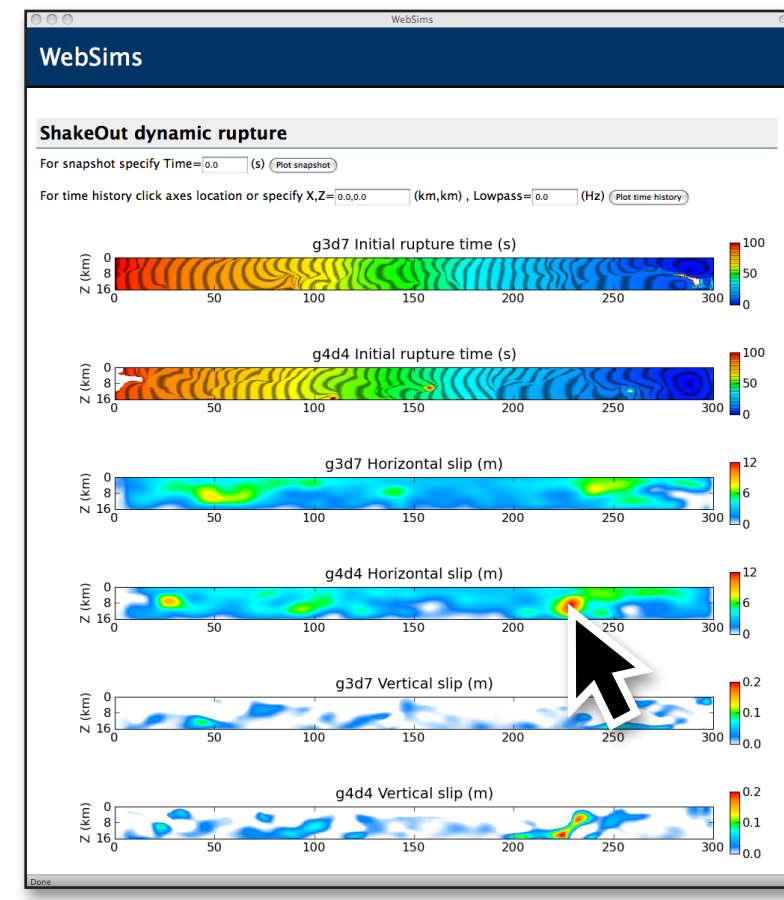 WebSims
WebSims
ShakeOut dynamic rupture
For snapshot specify Time= 0.0 (s) Plot snapshot
For time history click axes location or specify X,Z= 0.0,0.0 (km,km) , Lowpass= 0.0 (Hz) Plot time history
g3d7 Initial rupture time (s)
Z (km)
0
8
16
0 50 100 150 200 250 300
100
50
0
g4d4 Initial rupture time (s)
Z (km)
0
8
16
0 50 100 150 200 250 300
100
50
0
g3d7 Horizontal slip (m)
Z (km)
0
8
16
0 50 100 150 200 250 300
12
6
0
g4d4 Horizontal slip (m)
Z (km)
0
8
16
0 50 100 150 200 250 300
12
6
0
g3d7 Vertical slip (m)
Z (km)
0
8
16
0 50 100 150 200 250 300
0.2
0.1
0.0
g4d4 Vertical slip (m)
Z (km)
0
8
16
0 50 100 150 200 250 300
0.2
0.1
0.0
Done